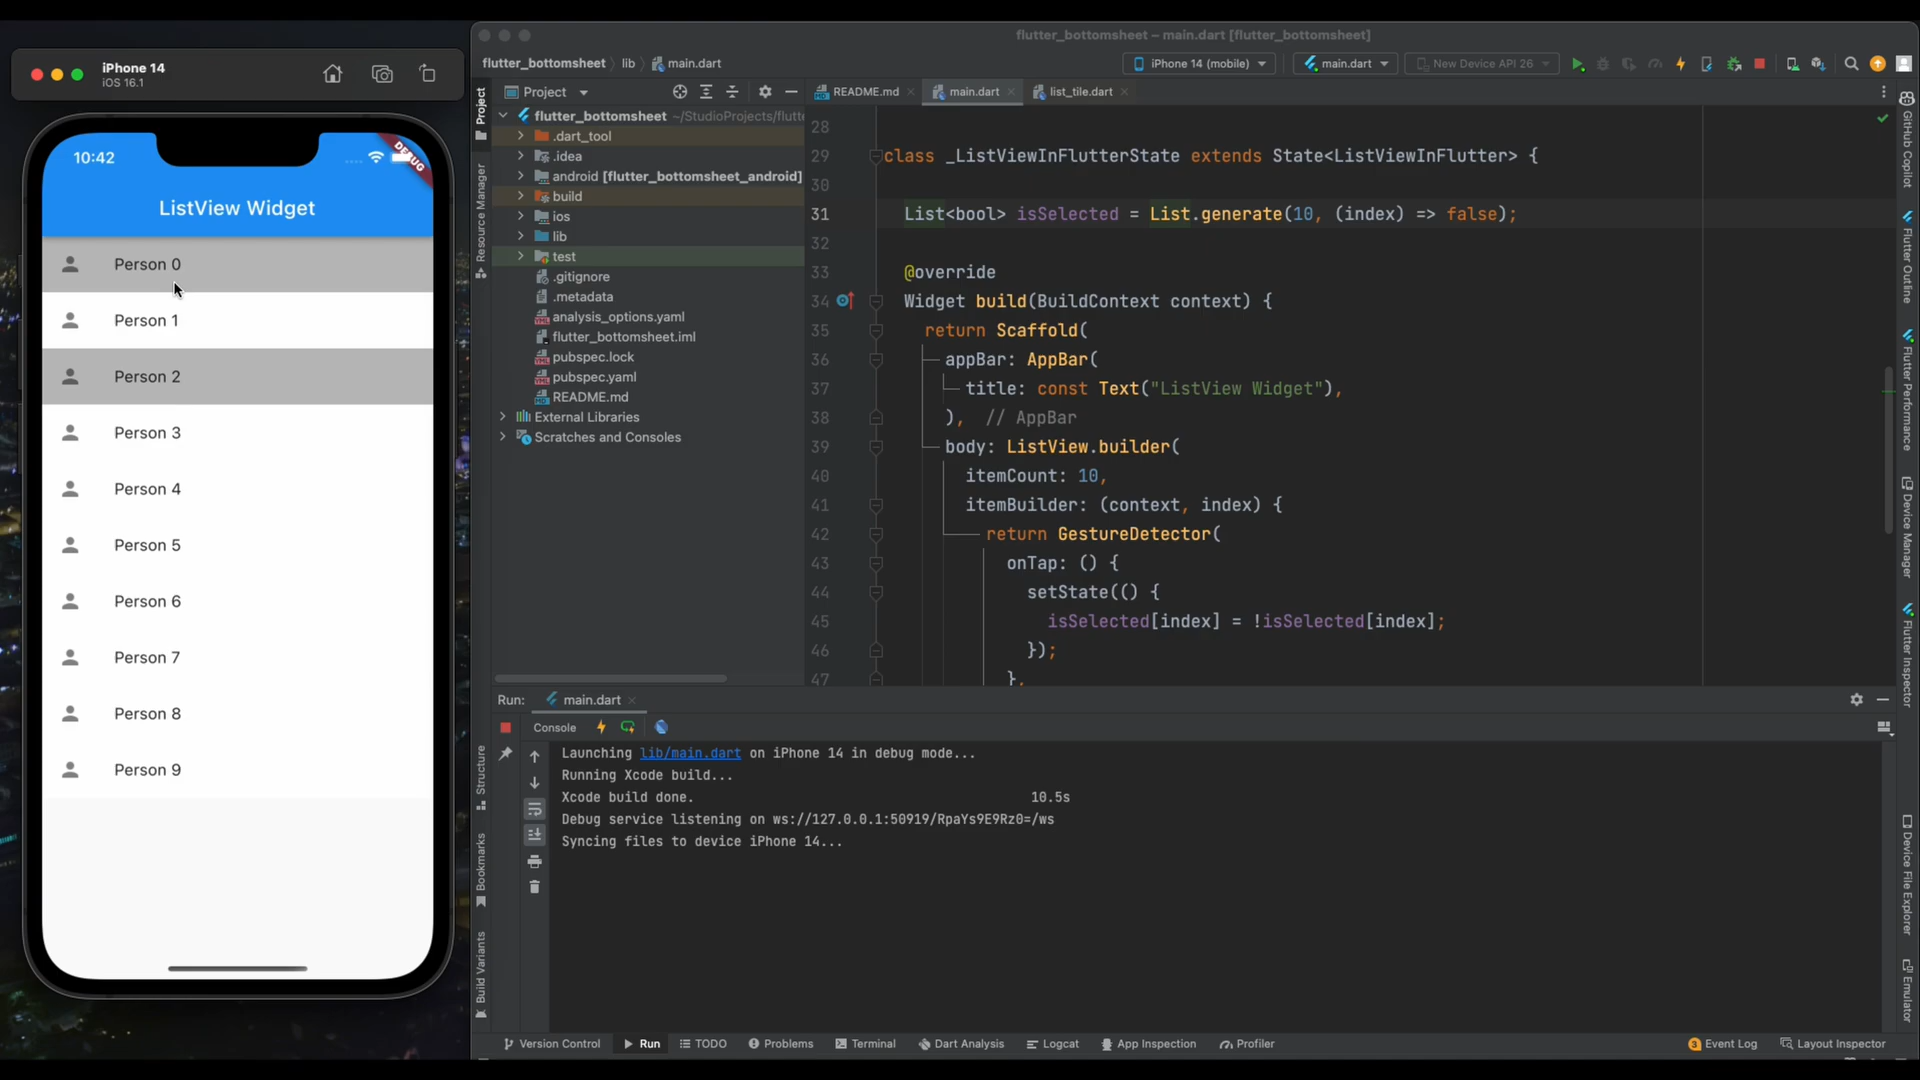 iPhone 14
iOS 16.1
10:42
DEBUG
ListView Widget
Person 0
Person 1
Person 2
Person 3
Person 4
Person 5
Person 6
Person 7
Person 8
Person 9
flutter_bottomsheet – main.dart [flutter_bottomsheet]
flutter_bottomsheet lib main.dart
iPhone 14 (mobile) main.dart New Device API 26
Project
README.md main.dart list_tile.dart
Project
Resource Manager
Structure
Bookmarks
Build Variants
flutter_bottomsheet ~/StudioProjects/flutte
.dart_tool
.idea
android [flutter_bottomsheet_android]
build
ios
lib
test
.gitignore
.metadata
analysis_options.yaml
flutter_bottomsheet.iml
pubspec.lock
pubspec.yaml
README.md
External Libraries
Scratches and Consoles
28
29 class _ListViewInFlutterState extends State<ListViewInFlutter> {
30
31 List<bool> isSelected = List.generate(10, (index) => false);
32
33 @override
34 Widget build(BuildContext context) {
35 return Scaffold(
36 appBar: AppBar(
37 title: const Text("ListView Widget"),
38 ), // AppBar
39 body: ListView.builder(
40 itemCount: 10,
41 itemBuilder: (context, index) {
42 return GestureDetector(
43 onTap: () {
44 setState(() {
45 isSelected[index] = !isSelected[index];
46 });
47 },
GitHub Copilot
Flutter Outline
Flutter Performance
Device Manager
Flutter Inspector
Device File Explorer
Emulator
Run: main.dart
Console
Launching lib/main.dart on iPhone 14 in debug mode...
Running Xcode build...
Xcode build done. 10.5s
Debug service listening on ws://127.0.0.1:50919/RpaYs9E9Rz0=/ws
Syncing files to device iPhone 14...
Version Control Run TODO Problems Terminal Dart Analysis Logcat App Inspection Profiler 3 Event Log Layout Inspector